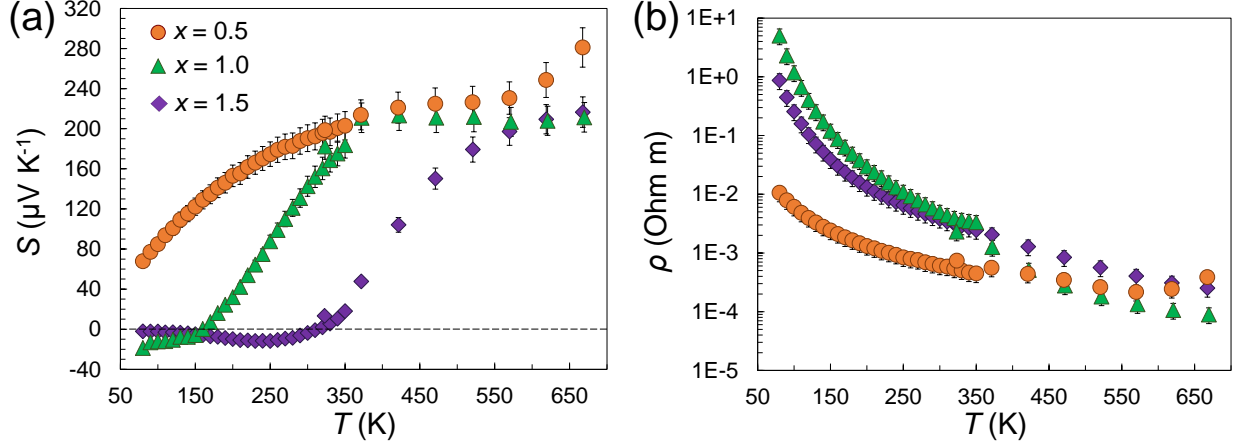 (a)
320
280
240
200
160
120
80
40
0
-40
S (μV K-1)
x = 0.5
x = 1.0
x = 1.5
50 150 250 350 450 550 650
T (K)
(b)
1E+1
1E+0
1E-1
1E-2
1E-3
1E-4
1E-5
ρ (Ohm m)
50 150 250 350 450 550 650
T (K)